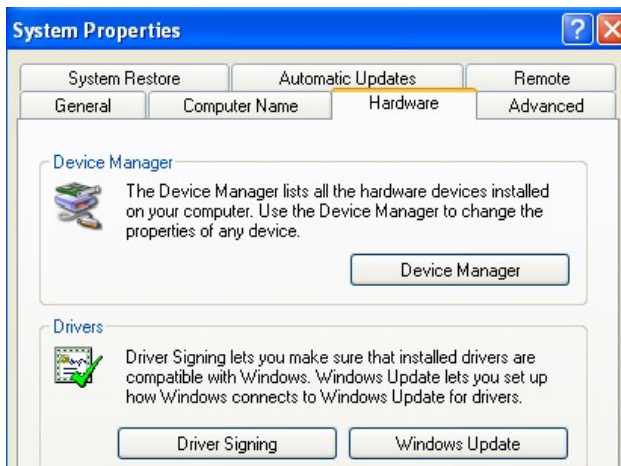 System Properties
System Restore Automatic Updates Remote
General Computer Name Hardware Advanced
Device Manager
The Device Manager lists all the hardware devices installed
on your computer. Use the Device Manager to change the
properties of any device.
Device Manager
Drivers
Driver Signing lets you make sure that installed drivers are
compatible with Windows. Windows Update lets you set up
how Windows connects to Windows Update for drivers.
Driver Signing Windows Update